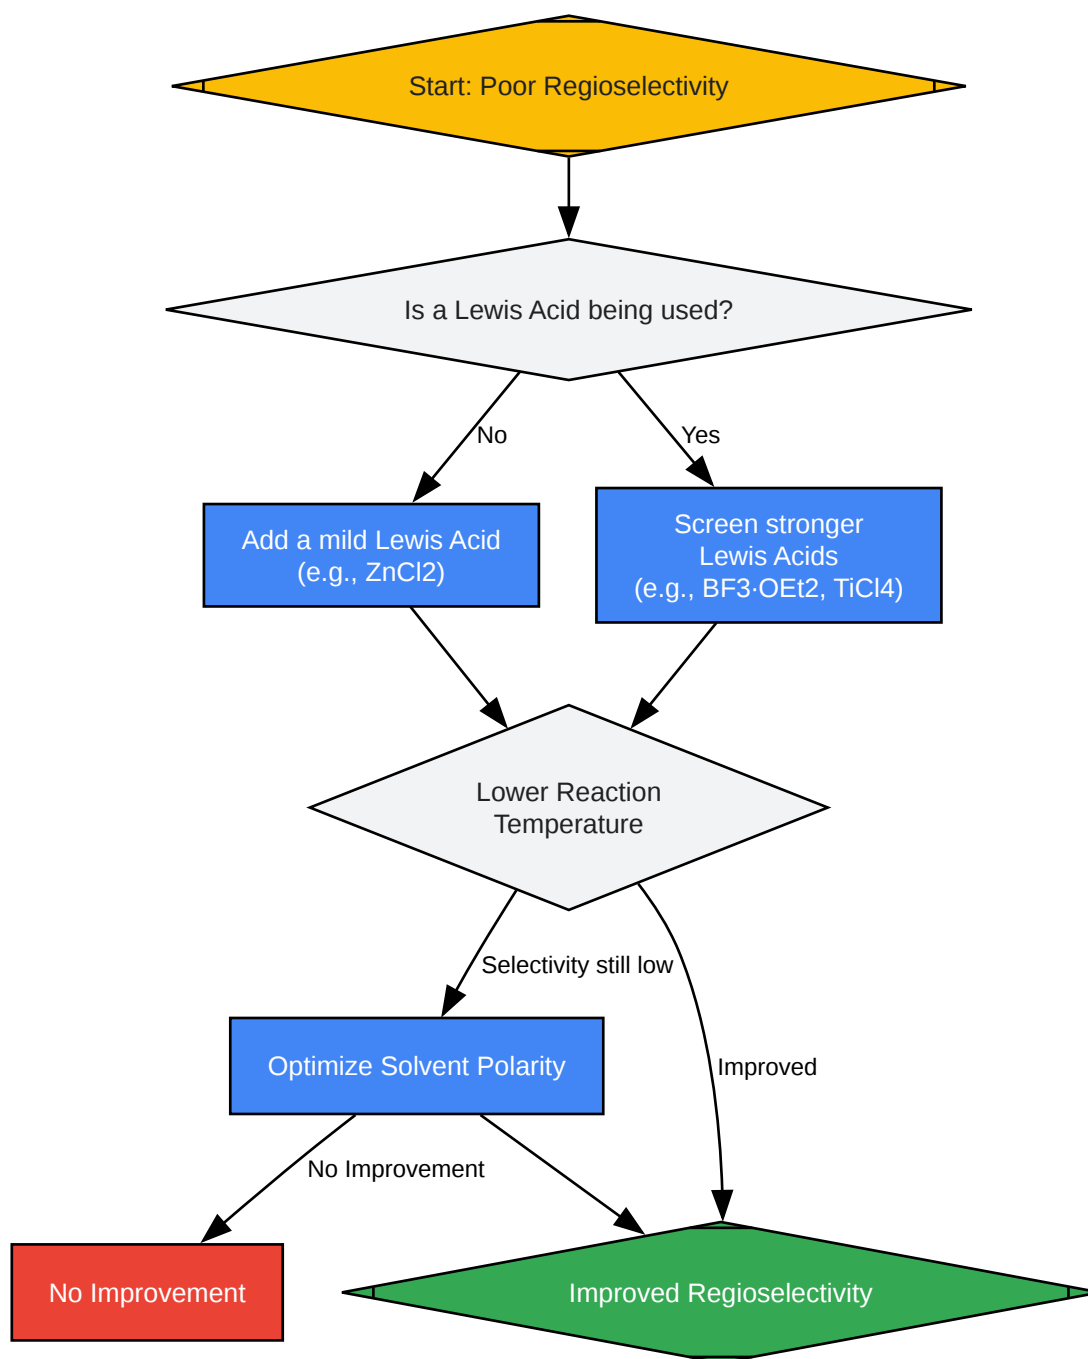 Start: Poor Regioselectivity
Is a Lewis Acid being used?
No
Yes
Add a mild Lewis Acid
(e.g., ZnCl2)
Screen stronger
Lewis Acids
(e.g., BF3·OEt2, TiCl4)
Lower Reaction
Temperature
Selectivity still low
Optimize Solvent Polarity
Improved
No Improvement
No Improvement
Improved Regioselectivity